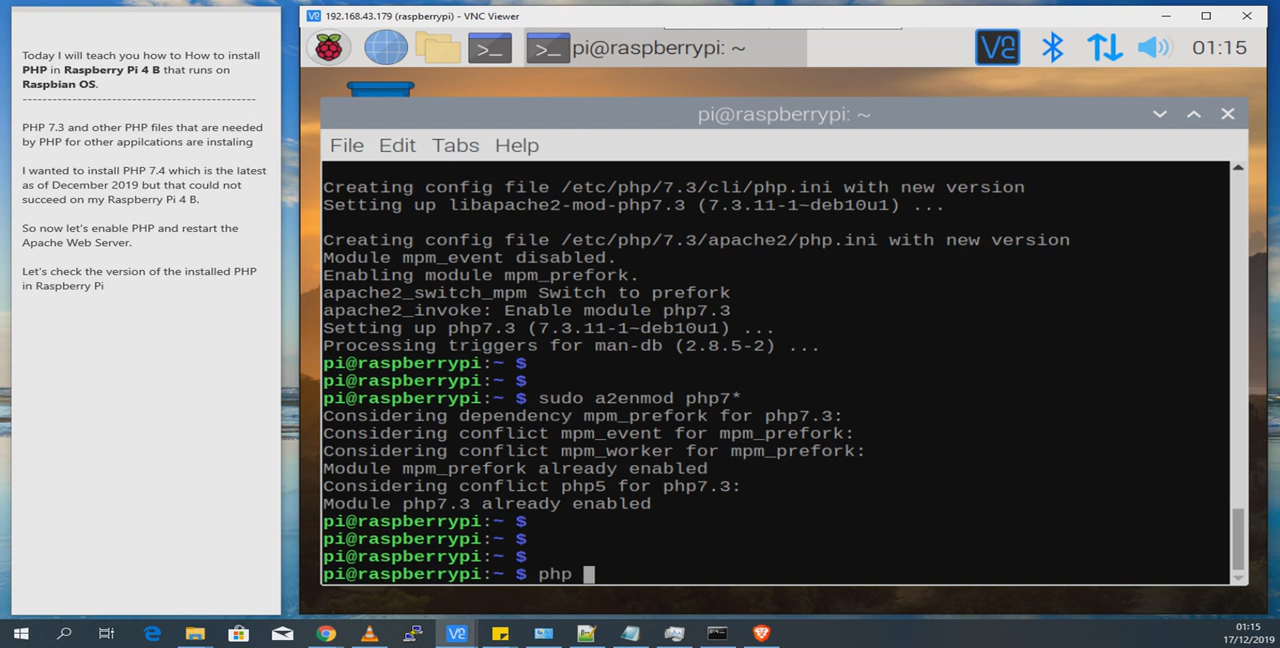 Today I will teach you how to How to install
PHP in Raspberry Pi 4 B that runs on
Raspbian OS.
-----------------------------------------------
PHP 7.3 and other PHP files that are needed
by PHP for other appilcations are instaling
I wanted to install PHP 7.4 which is the latest
as of December 2019 but that could not
succeed on my Raspberry Pi 4 B.
So now let's enable PHP and restart the
Apache Web Server.
Let's check the version of the installed PHP
in Raspberry Pi
192.168.43.179 (raspberrypi) - VNC Viewer
pi@raspberrypi: ~
01:15
pi@raspberrypi: ~
File Edit Tabs Help
Creating config file /etc/php/7.3/cli/php.ini with new version
Setting up libapache2-mod-php7.3 (7.3.11-1~deb10u1) ...
Creating config file /etc/php/7.3/apache2/php.ini with new version
Module mpm_event disabled.
Enabling module mpm_prefork.
apache2_switch_mpm Switch to prefork
apache2_invoke: Enable module php7.3
Setting up php7.3 (7.3.11-1~deb10u1) ...
Processing triggers for man-db (2.8.5-2) ...
pi@raspberrypi:~ $
pi@raspberrypi:~ $
pi@raspberrypi:~ $ sudo a2enmod php7*
Considering dependency mpm_prefork for php7.3:
Considering conflict mpm_event for mpm_prefork:
Considering conflict mpm_worker for mpm_prefork:
Module mpm_prefork already enabled
Considering conflict php5 for php7.3:
Module php7.3 already enabled
pi@raspberrypi:~ $
pi@raspberrypi:~ $
pi@raspberrypi:~ $
pi@raspberrypi:~ $ php
01:15
17/12/2019